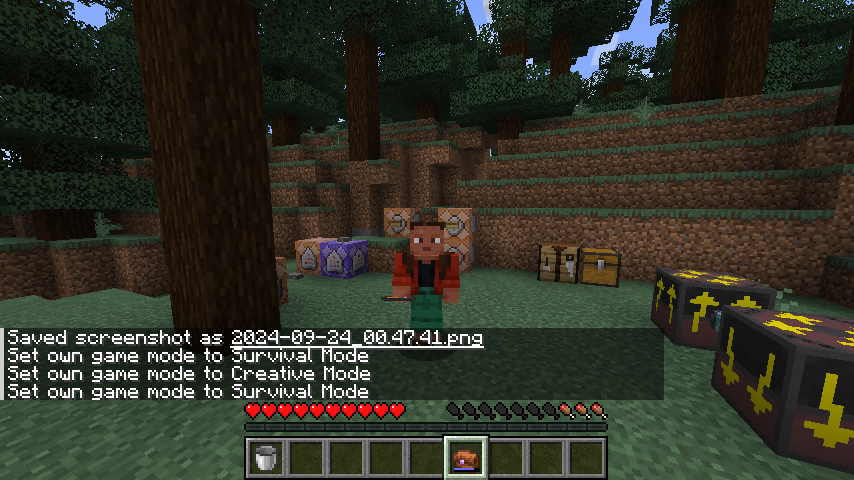 Saved screenshot as 2024-09-24_00.47.41.png
Set own game mode to Survival Mode
Set own game mode to Creative Mode
Set own game mode to Survival Mode